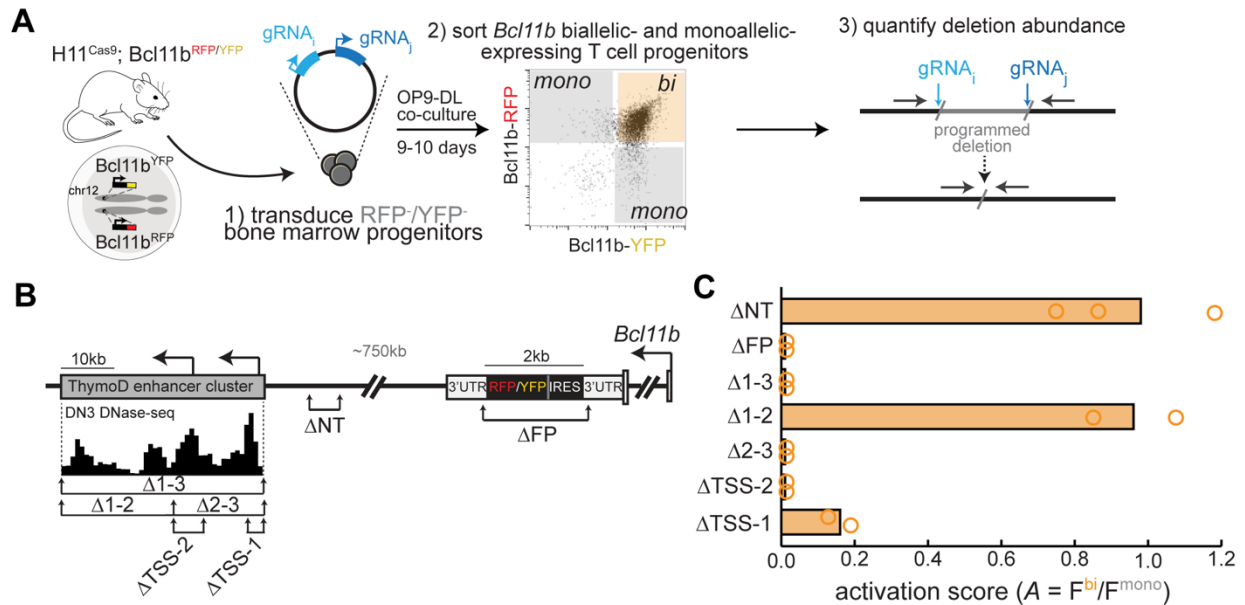 A
H11Cas9; Bcl11bRFP/YFP
Bcl11bYFP
chr12
Bcl11bRFP
gRNAi
gRNAj
1) transduce RFP-/YFP-
bone marrow progenitors
OP9-DL
co-culture
9-10 days
2) sort Bcl11b biallelic- and monoallelic-
expressing T cell progenitors
mono
bi
mono
Bcl11b-RFP
Bcl11b-YFP
3) quantify deletion abundance
gRNAi
gRNAj
programmed
deletion
B
10kb
ThymoD enhancer cluster
DN3 DNase-seq
~750kb
ΔNT
2kb
Bcl11b
3'UTR
RFP/YFP
IRES
3'UTR
ΔFP
Δ1-3
Δ1-2
Δ2-3
ΔTSS-2
ΔTSS-1
C
ΔNT
ΔFP
Δ1-3
Δ1-2
Δ2-3
ΔTSS-2
ΔTSS-1
0.0 0.2 0.4 0.6 0.8 1.0 1.2
activation score (A = Fbi/Fmono)